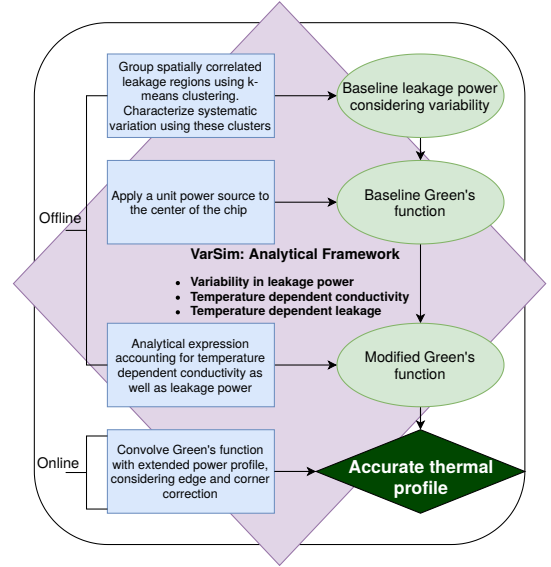 Group spatially correlated
leakage regions using k-
means clustering.
Characterize systematic
variation using these clusters
Baseline leakage power
considering variability
Offline
Apply a unit power source to
the center of the chip
Baseline Green's
function
VarSim: Analytical Framework
• Variability in leakage power
• Temperature dependent conductivity
• Temperature dependent leakage
Analytical expression
accounting for temperature
dependent conductivity as
well as leakage power
Modified Green's
function
Online
Convolve Green's function
with extended power profile,
considering edge and corner
correction
Accurate thermal
profile